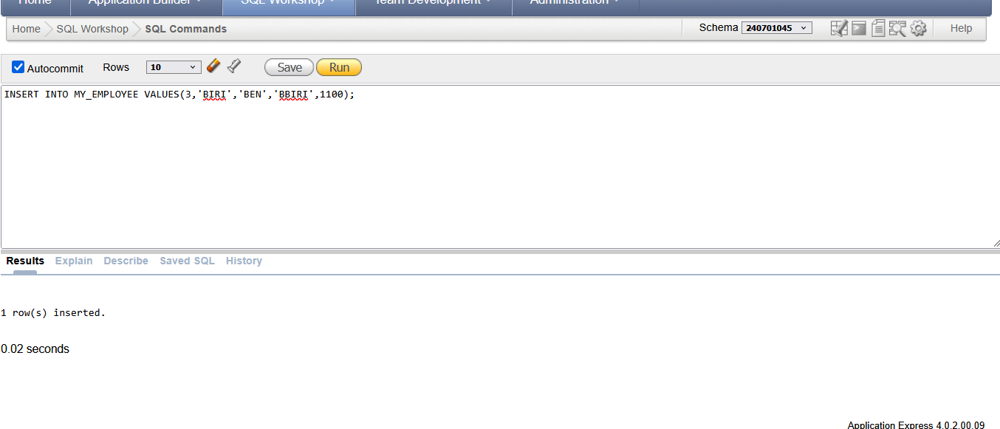 Home Application Builder SQL Workshop Team Development Administration
Home SQL Workshop SQL Commands Schema 240701045 Help
Autocommit Rows 10 Save Run
INSERT INTO MY_EMPLOYEE VALUES(3,'BIRI','BEN','BBIRI',1100);
Results Explain Describe Saved SQL History
1 row(s) inserted.
0.02 seconds
Application Express 4.0.2.00.09